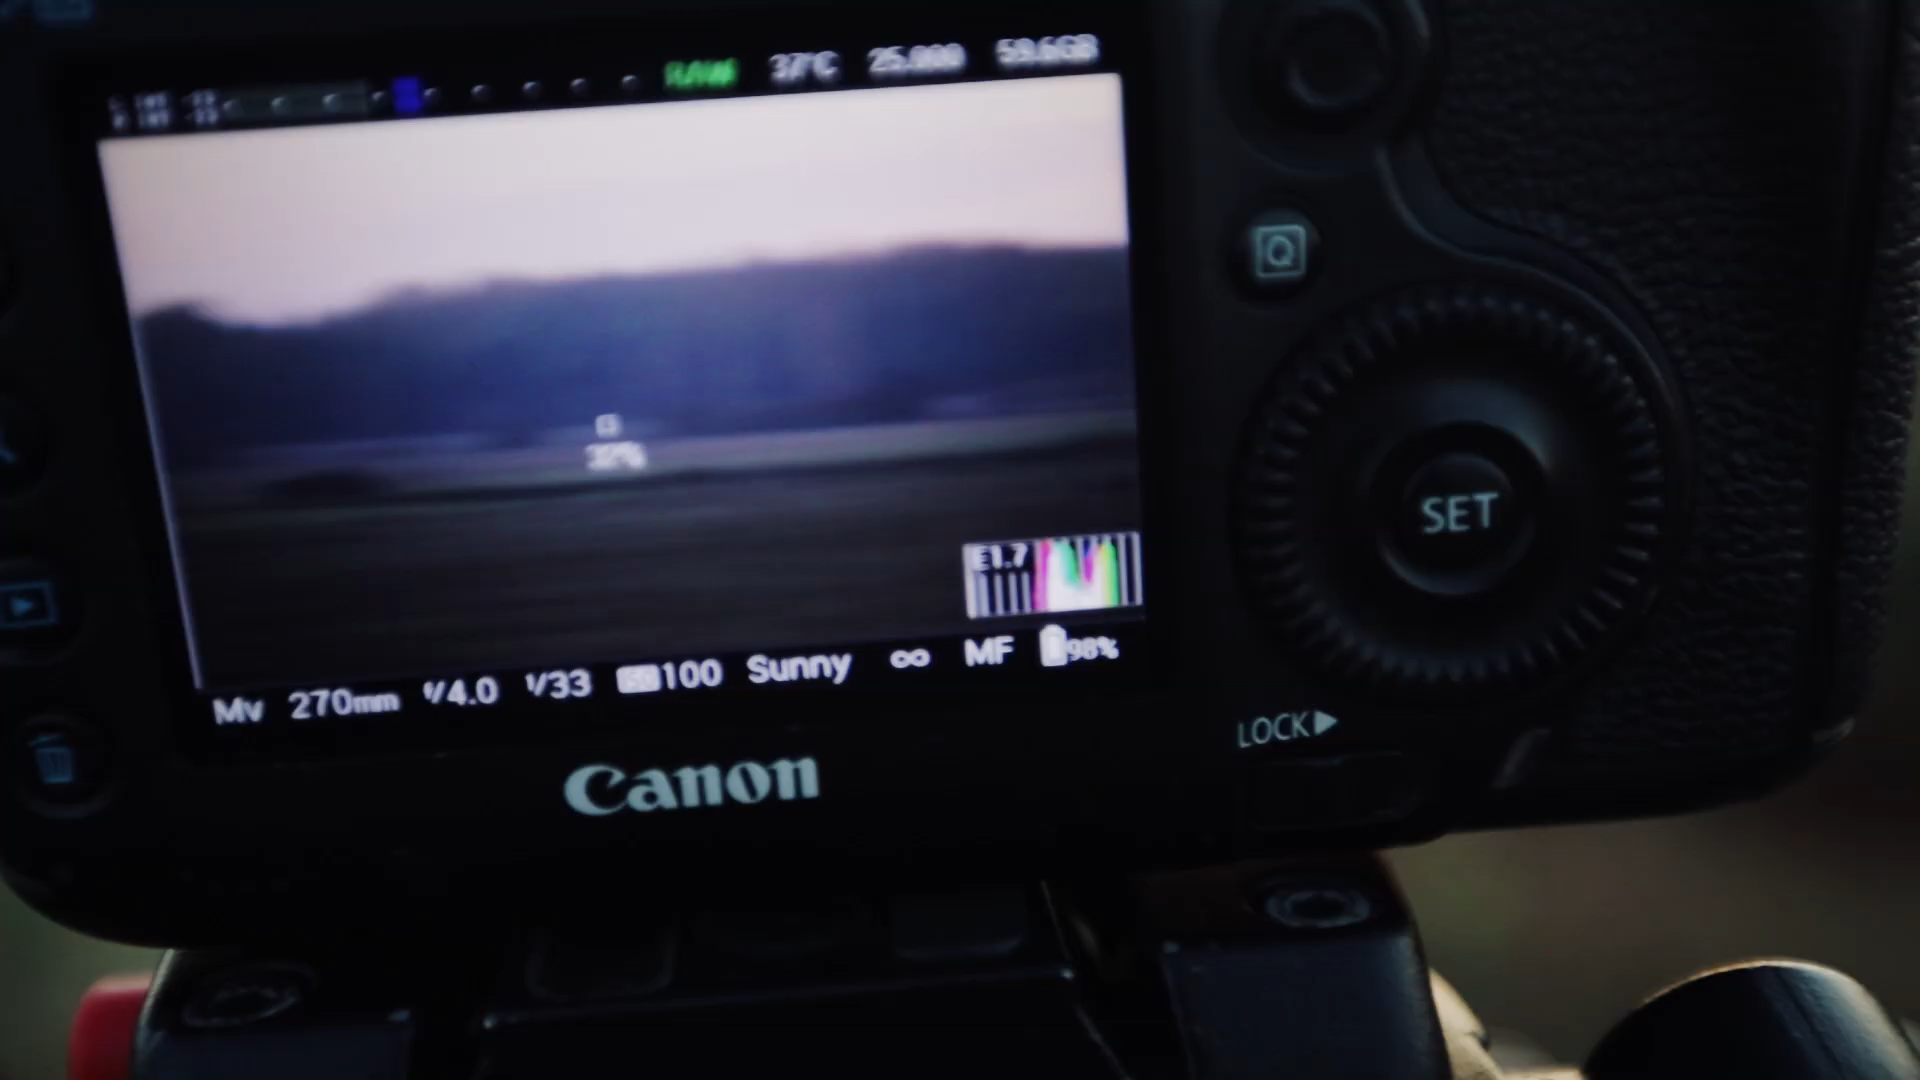 RAW 37°C 25.000 59.6GB
Q
32%
E1.7
SET
Mv 270mm f/4.0 1/33 ISO100 Sunny ∞ MF 98%
LOCK▶
Canon